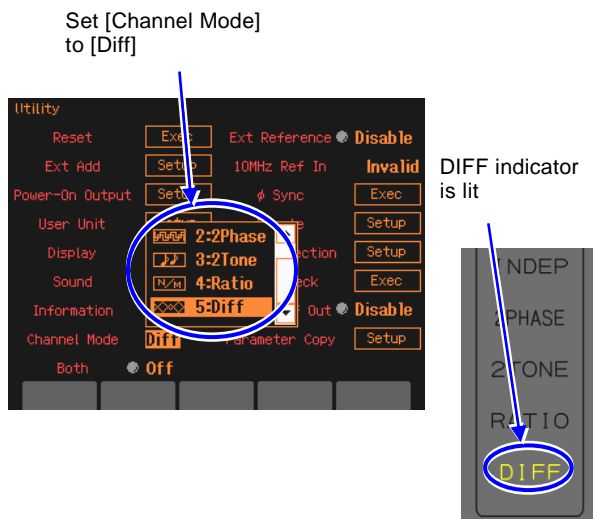 Set [Channel Mode]
to [Diff]
Utility
Reset Exec Ext Reference Disable
Ext Add Setup 10MHz Ref In Invalid
Power-On Output Setup ϕ Sync Exec
User Unit Setup
Display Setup
Sound Exec
Information Out Disable
Channel Mode Diff Parameter Copy Setup
Both Off
2:2Phase
3:2Tone
N/M 4:Ratio
5:Diff
DIFF indicator
is lit
INDEP
2PHASE
2TONE
RATIO
DIFF